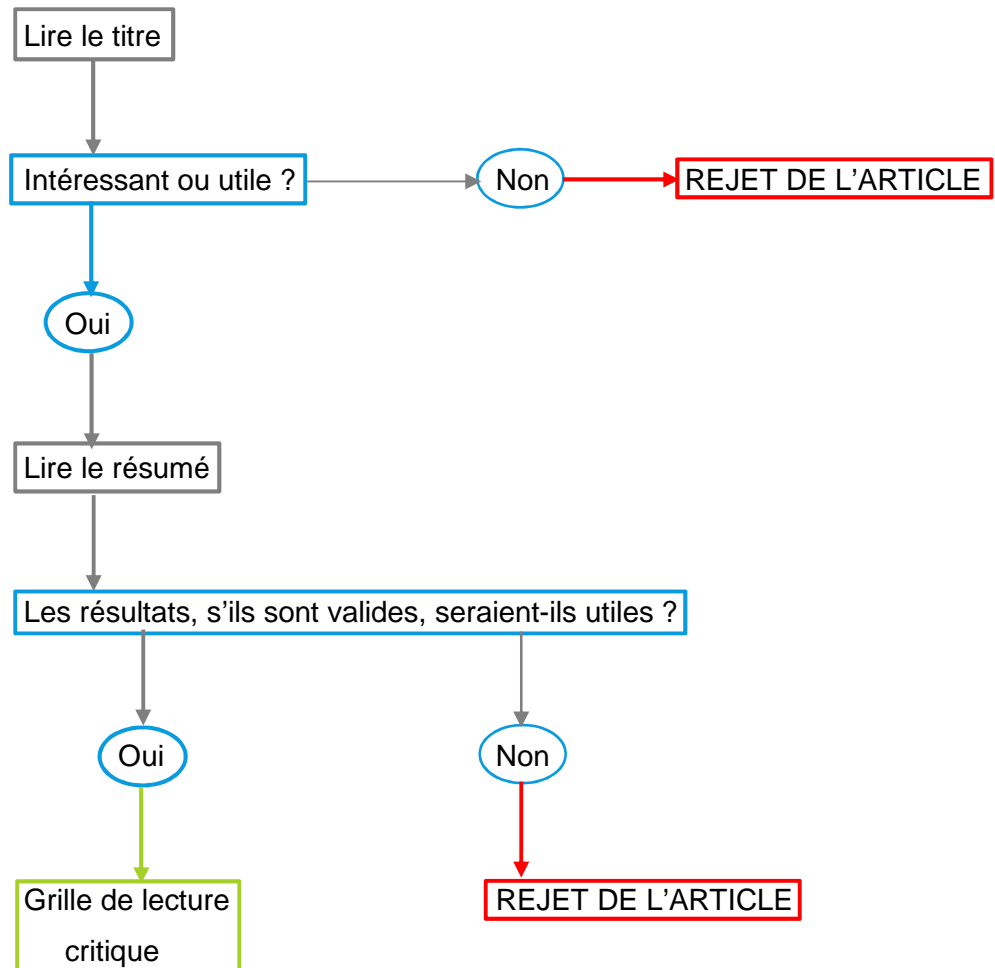 Lire le titre
Intéressant ou utile ?
Non
REJET DE L'ARTICLE
Oui
Lire le résumé
Les résultats, s'ils sont valides, seraient-ils utiles ?
Oui
Non
Grille de lecture
critique
REJET DE L'ARTICLE